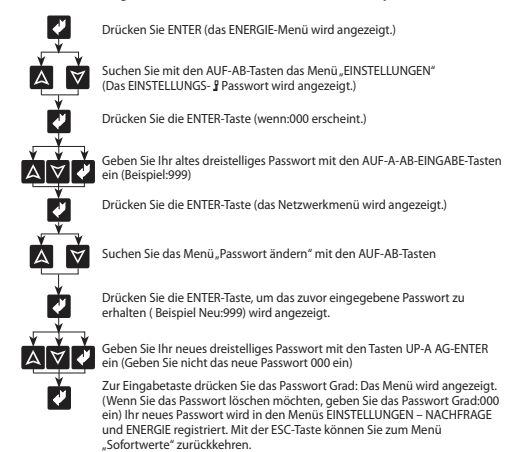 Drücken Sie ENTER (das ENERGIE-Menü wird angezeigt.)
Suchen Sie mit den AUF-AB-Tasten das Menü „EINSTELLUNGEN“
(Das EINSTELLUNGS- Passwort wird angezeigt.)
Drücken Sie die ENTER-Taste (wenn:000 erscheint.)
Geben Sie Ihr altes dreistelliges Passwort mit den AUF-A-AB-EINGABE-Tasten
ein (Beispiel:999)
Drücken Sie die ENTER-Taste (das Netzwerkmenü wird angezeigt.)
Suchen Sie das Menü „Passwort ändern“ mit den AUF-AB-Tasten
Drücken Sie die ENTER-Taste, um das zuvor eingegebene Passwort zu
erhalten ( Beispiel Neu:999) wird angezeigt.
Geben Sie Ihr neues dreistelliges Passwort mit den Tasten UP-A AG-ENTER
ein (Geben Sie nicht das neue Passwort 000 ein)
Zur Eingabetaste drücken Sie das Passwort Grad: Das Menü wird angezeigt.
(Wenn Sie das Passwort löschen möchten, geben Sie das Passwort Grad:000
ein) Ihr neues Passwort wird in den Menüs EINSTELLUNGEN – NACHFRAGE
und ENERGIE registriert. Mit der ESC-Taste können Sie zum Menü
„Sofortwerte“ zurückkehren.